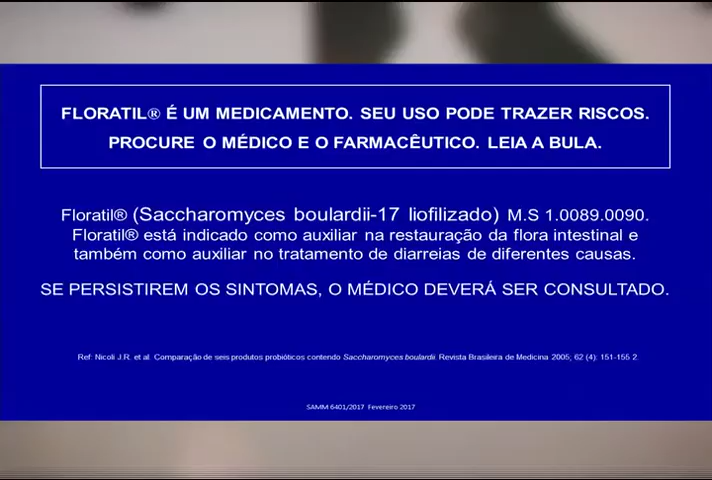 FLORATIL® É UM MEDICAMENTO. SEU USO PODE TRAZER RISCOS.
PROCURE O MÉDICO E O FARMACÊUTICO. LEIA A BULA.
Floratil® (Saccharomyces boulardii-17 liofilizado) M.S 1.0089.0090.
Floratil® está indicado como auxiliar na restauração da flora intestinal e
também como auxiliar no tratamento de diarreias de diferentes causas.
SE PERSISTIREM OS SINTOMAS, O MÉDICO DEVERÁ SER CONSULTADO.
Ref: Nicoli J.R. et al. Comparação de seis produtos probióticos contendo Saccharomyces boulardii. Revista Brasileira de Medicina 2005; 62 (4): 151-155 2.
SAMM 6401/2017 Fevereiro 2017